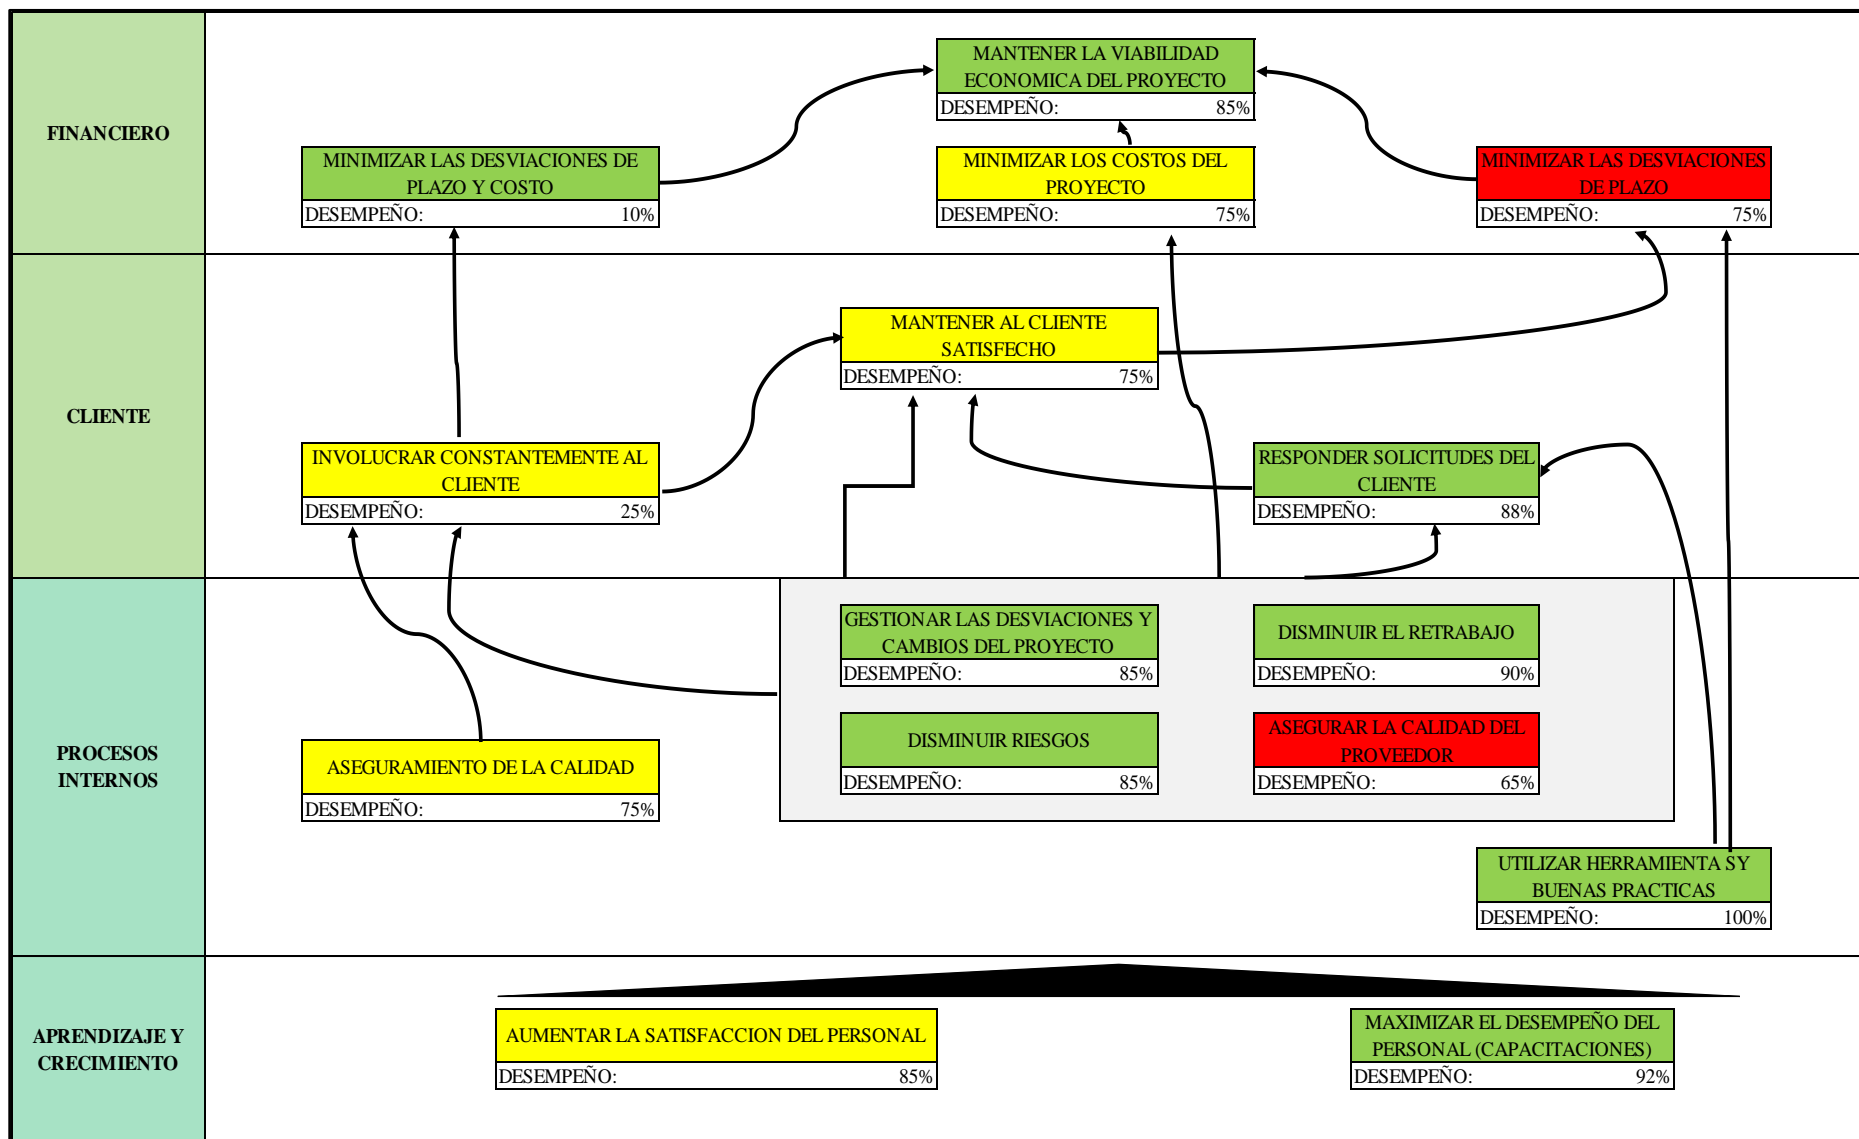 FINANCIERO
MANTENER LA VIABILIDAD
ECONOMICA DEL PROYECTO
DESEMPEÑO: 85%
MINIMIZAR LAS DESVIACIONES DE
PLAZO Y COSTO
DESEMPEÑO: 10%
MINIMIZAR LOS COSTOS DEL
PROYECTO
DESEMPEÑO: 75%
MINIMIZAR LAS DESVIACIONES
DE PLAZO
DESEMPEÑO: 75%
CLIENTE
MANTENER AL CLIENTE
SATISFECHO
DESEMPEÑO: 75%
INVOLUCRAR CONSTANTEMENTE AL
CLIENTE
DESEMPEÑO: 25%
RESPONDER SOLICITUDES DEL
CLIENTE
DESEMPEÑO: 88%
PROCESOS
INTERNOS
GESTIONAR LAS DESVIACIONES Y
CAMBIOS DEL PROYECTO
DESEMPEÑO: 85%
DISMINUIR EL RETRABAJO
DESEMPEÑO: 90%
ASEGURAMIENTO DE LA CALIDAD
DESEMPEÑO: 75%
DISMINUIR RIESGOS
DESEMPEÑO: 85%
ASEGURAR LA CALIDAD DEL
PROVEEDOR
DESEMPEÑO: 65%
UTILIZAR HERRAMIENTA SY
BUENAS PRACTICAS
DESEMPEÑO: 100%
APRENDIZAJE Y
CRECIMIENTO
AUMENTAR LA SATISFACCION DEL PERSONAL
DESEMPEÑO: 85%
MAXIMIZAR EL DESEMPEÑO DEL
PERSONAL (CAPACITACIONES)
DESEMPEÑO: 92%